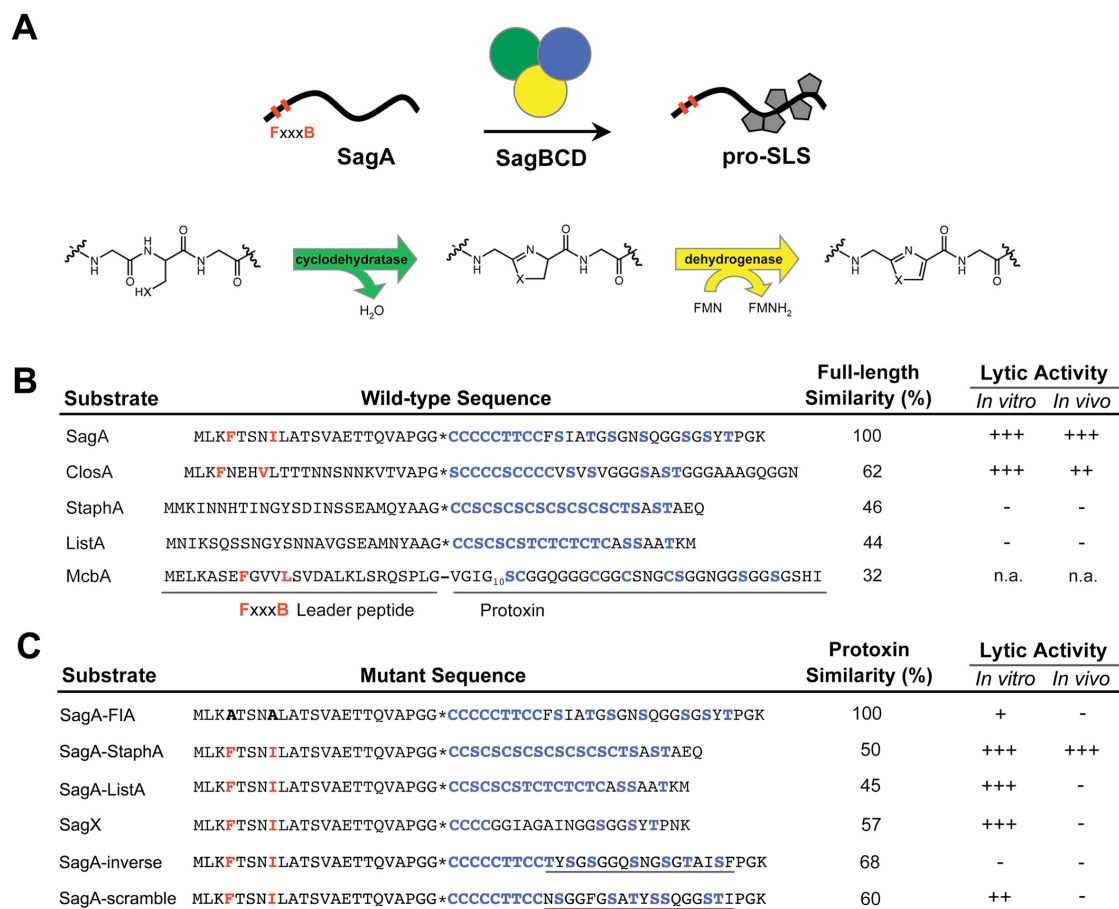 A
FxxxB
SagA
SagBCD
pro-SLS
cyclodehydratase
H2O
dehydrogenase
FMN FMNH2
N H O N H O N H O HX
N X O N H O N H
N X O N H O N H
B
Substrate Wild-type Sequence Full-length Similarity (%) Lytic Activity
In vitro In vivo
SagA MLKFTSNILATSVAETTQVAPGG*CCCCCTTCCFSIATGSGNSQGGSGSYTPGK 100 +++ +++
ClosA MLKFNEHVLTTTNNSNNKVTVAPG*SCCCCSCCCCVSVSVGGGSASTGGGAAAGQGGN 62 +++ ++
StaphA MMKINNHTINGYSDINSSEAMQYAAG*CCSCSCSCSCSCSCTSASTAEQ 46 - -
ListA MNIKSQSSNGYSNNAVGSEAMNYAAG*CCSCSCSTCTCTCTCASSAATKM 44 - -
McbA MELKASEFGVVLSVDALKLSRQSPLG-VGIG10SCGGQGGGCGGCSNGCSGGNGGSGGSGSHI 32 n.a. n.a.
FxxxB Leader peptide Protoxin
C
Substrate Mutant Sequence Protoxin Similarity (%) Lytic Activity
In vitro In vivo
SagA-FIA MLKATSNALATSVAETTQVAPGG*CCCCCTTCCFSIATGSGNSQGGSGSYTPGK 100 + -
SagA-StaphA MLKFTSNILATSVAETTQVAPGG*CCSCSCSCSCSCSCTSASTAEQ 50 +++ +++
SagA-ListA MLKFTSNILATSVAETTQVAPGG*CCSCSCSTCTCTCTCASSAATKM 45 +++ -
SagX MLKFTSNILATSVAETTQVAPGG*CCCCGGIAGAINGGSGGSYTPNK 57 +++ -
SagA-inverse MLKFTSNILATSVAETTQVAPGG*CCCCCTTCCTYSGSGGQSNGSGTAISFPGK 68 - -
SagA-scramble MLKFTSNILATSVAETTQVAPGG*CCCCCTTCCNSGGFGSATYSSQGGSTIPGK 60 ++ -